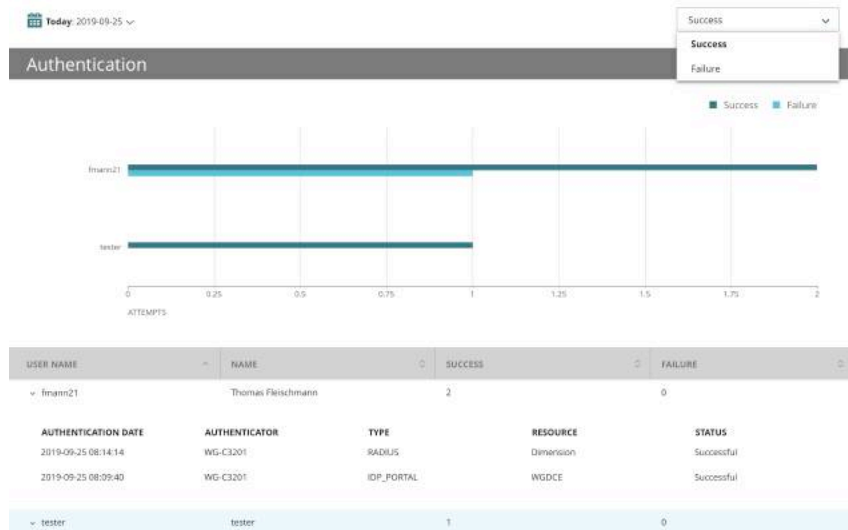 Today: 2019-09-25
Success
Success
Failure
Authentication
Success Failure
fmann21
tester
0 0.25 0.5 0.75 1 1.25 1.5 1.75 2
ATTEMPTS
USER NAME NAME SUCCESS FAILURE
fmann21 Thomas Fleischmann 2 0
AUTHENTICATION DATE AUTHENTICATOR TYPE RESOURCE STATUS
2019-09-25 08:14:14 WG-C3201 RADIUS Dimension Successful
2019-09-25 08:09:40 WG-C3201 IDP_PORTAL WGDCE Successful
tester tester 1 0